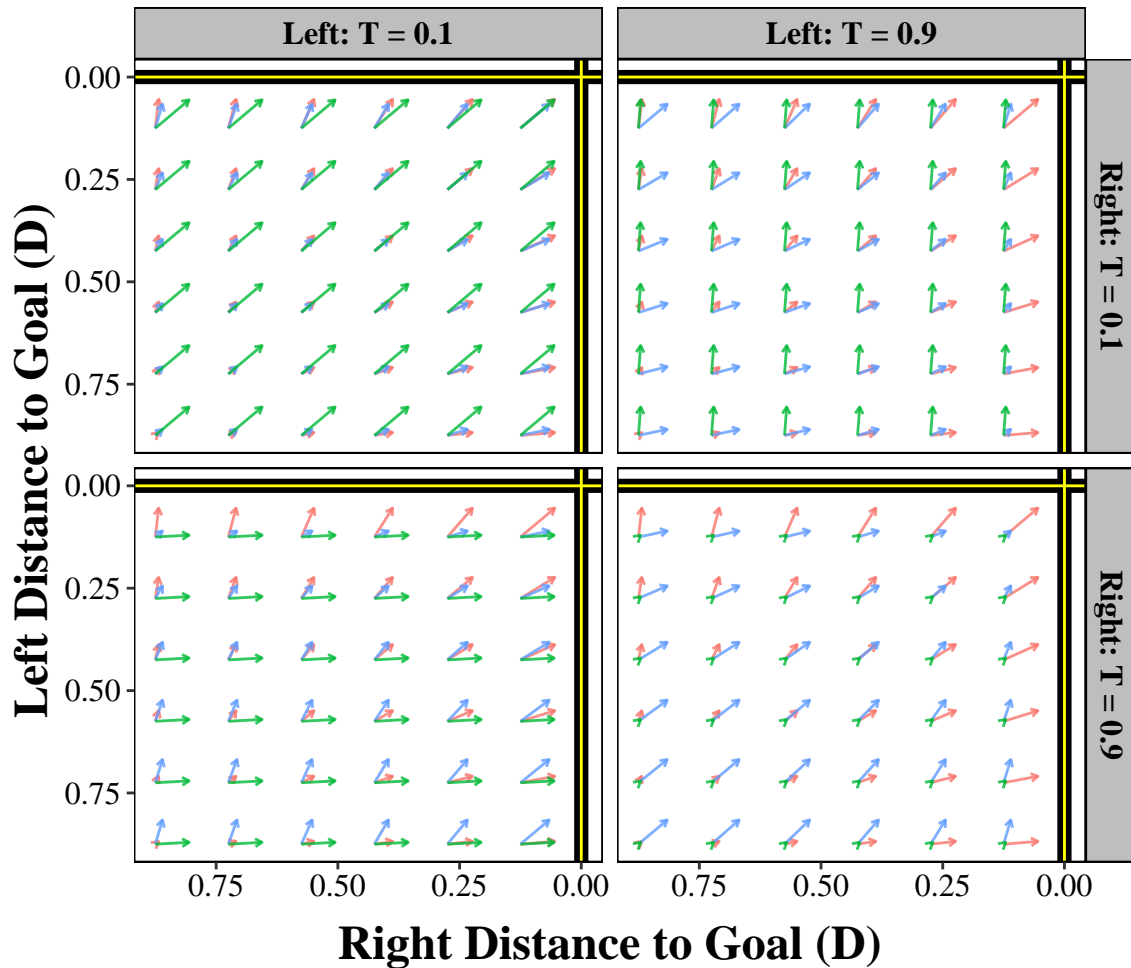 Left: T = 0.1
Left: T = 0.9
0.00
0.25
0.50
0.75
Right: T = 0.1
0.00
0.25
0.50
0.75
Right: T = 0.9
Left Distance to Goal (D)
0.75
0.50
0.25
0.00
0.75
0.50
0.25
0.00
Right Distance to Goal (D)